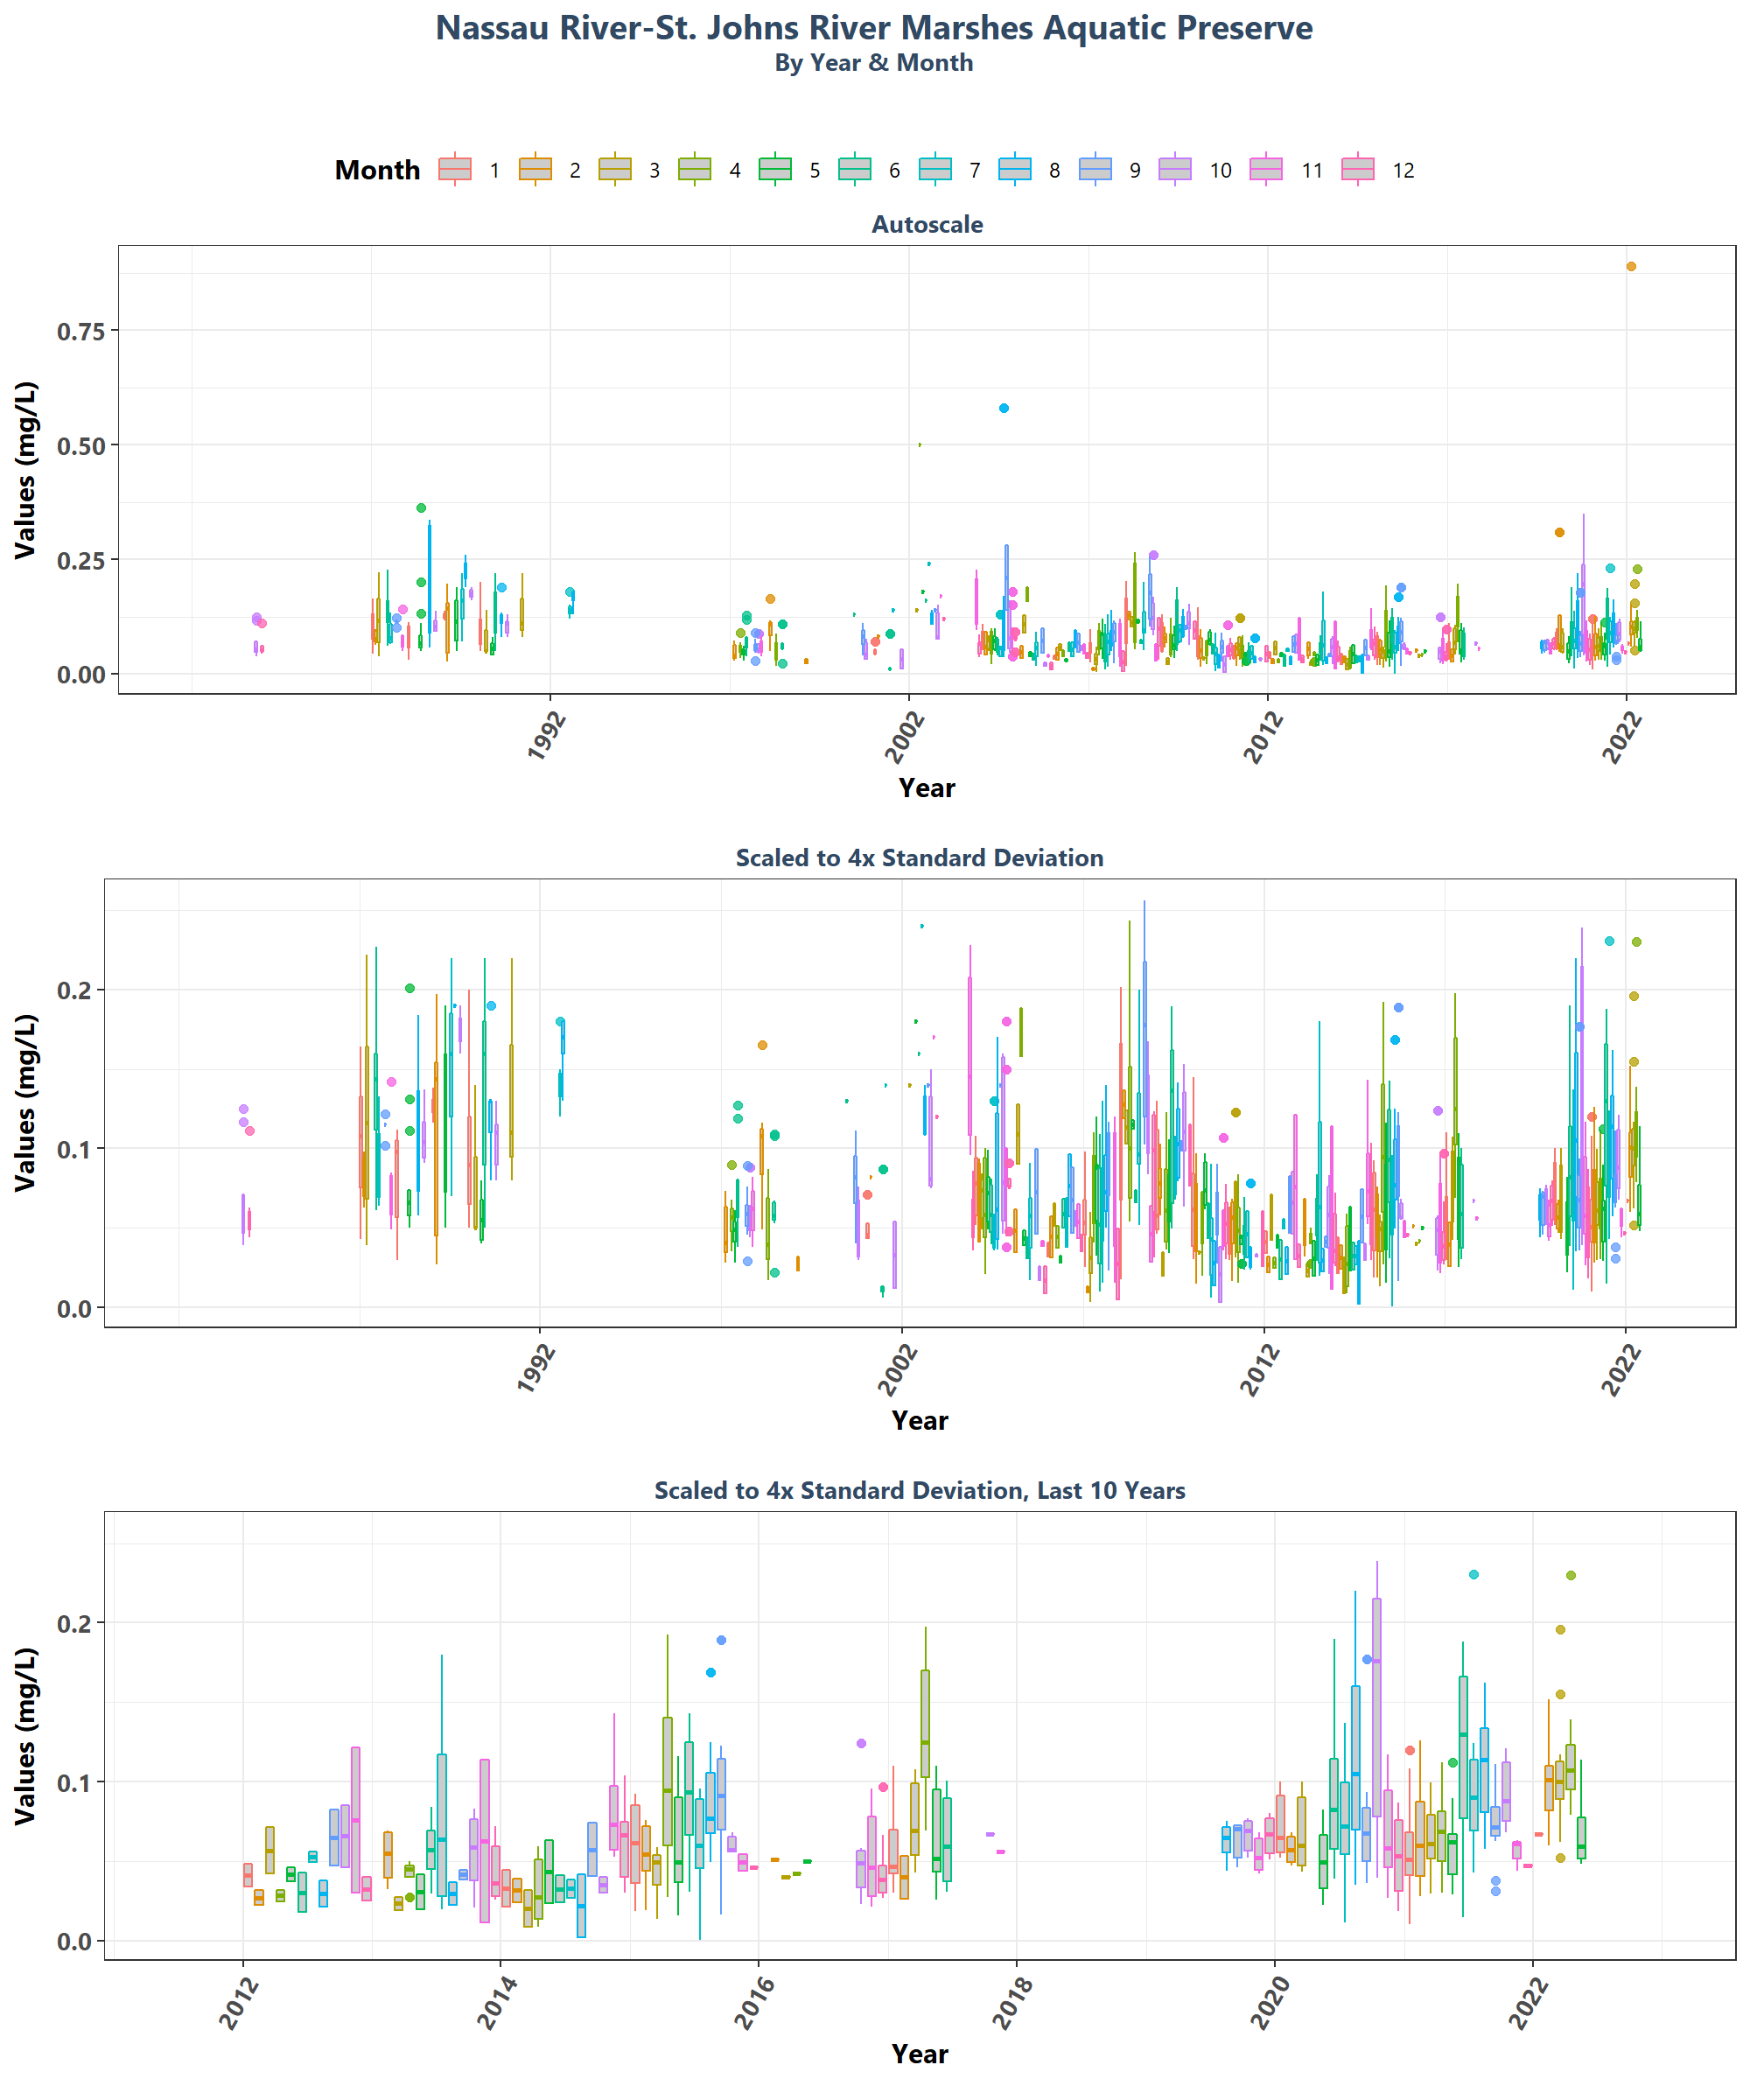 Nassau River-St. Johns River Marshes Aquatic Preserve
By Year & Month
Month 1 2 3 4 5 6 7 8 9 10 11 12
Autoscale
Values (mg/L)
0.75
0.50
0.25
0.00
1992 2002 2012 2022
Year
Scaled to 4x Standard Deviation
Values (mg/L)
0.2
0.1
0.0
1992 2002 2012 2022
Year
Scaled to 4x Standard Deviation, Last 10 Years
Values (mg/L)
0.2
0.1
0.0
2012 2014 2016 2018 2020 2022
Year